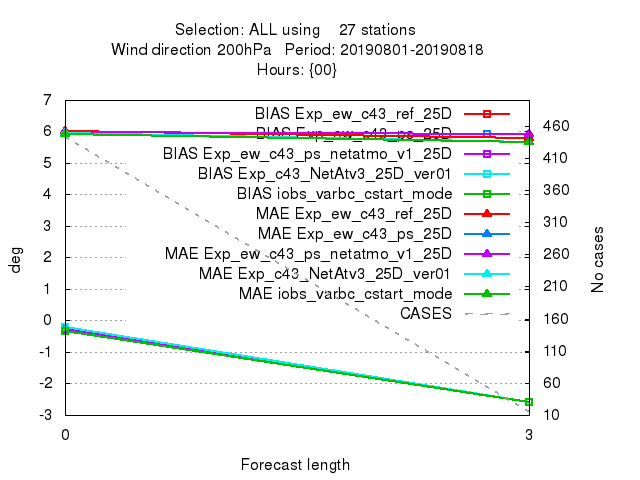 Selection: ALL using 27 stations
Wind direction 200hPa Period: 20190801-20190818
Hours: {00}
7
6
5
4
3
2
1
0
-1
-2
-3
deg
BIAS Exp_ew_c43_ref_25D
BIAS Exp_ew_c43_ps_25D
BIAS Exp_ew_c43_ps_netatmo_v1_25D
BIAS Exp_c43_NetAtv3_25D_ver01
BIAS iobs_varbc_cstart_mode
MAE Exp_ew_c43_ref_25D
MAE Exp_ew_c43_ps_25D
MAE Exp_ew_c43_ps_netatmo_v1_25D
MAE Exp_c43_NetAtv3_25D_ver01
MAE iobs_varbc_cstart_mode
CASES
460
410
360
310
260
210
160
110
60
10
No cases
0 3
Forecast length